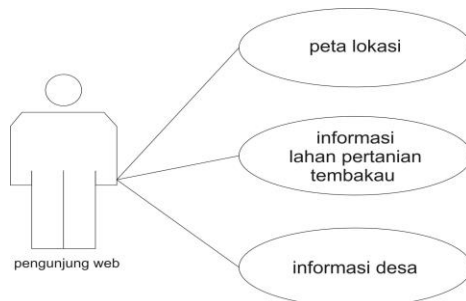 peta lokasi
informasi
lahan pertanian
tembakau
pengunjung web
informasi desa